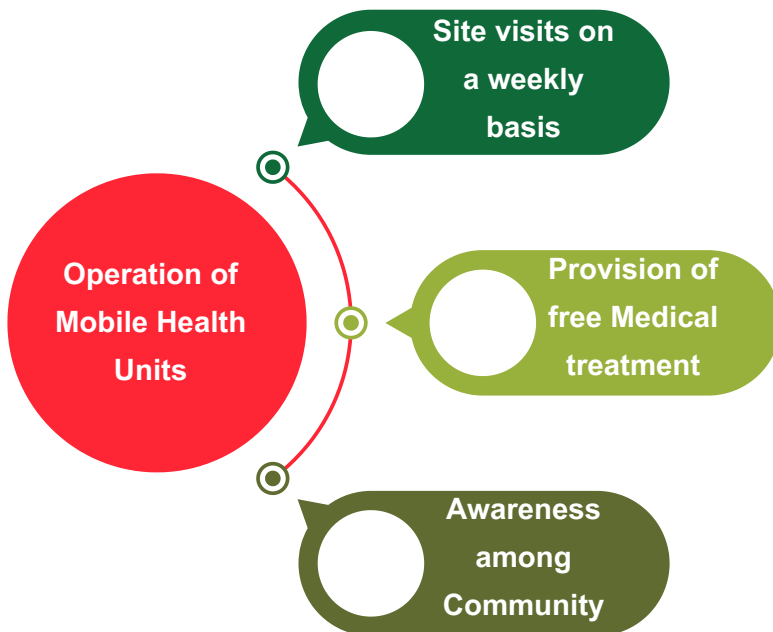 Site visits on
a weekly
basis
Operation of
Mobile Health
Units
Provision of
free Medical
treatment
Awareness
among
Community